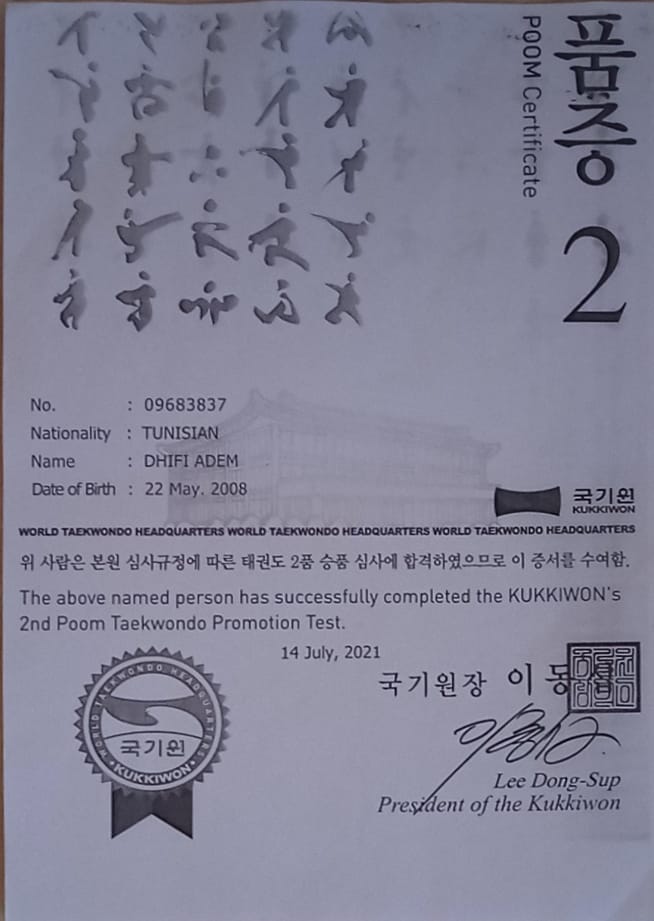 품증
POOM Certificate
2
No. : 09683837
Nationality : TUNISIAN
Name : DHIFI ADEM
Date of Birth : 22 May. 2008
국기원
KUKKIWON
WORLD TAEKWONDO HEADQUARTERS WORLD TAEKWONDO HEADQUARTERS WORLD TAEKWONDO HEADQUARTERS
위 사람은 본원 심사규정에 따른 태권도 2품 승품 심사에 합격하였으므로 이 증서를 수여함.
The above named person has successfully completed the KUKKIWON's
2nd Poom Taekwondo Promotion Test.
14 July, 2021
국기원장 이 동
WORLD TAEKWONDO HEADQUARTERS
국기원
KUKKIWON
Lee Dong-Sup
President of the Kukkiwon